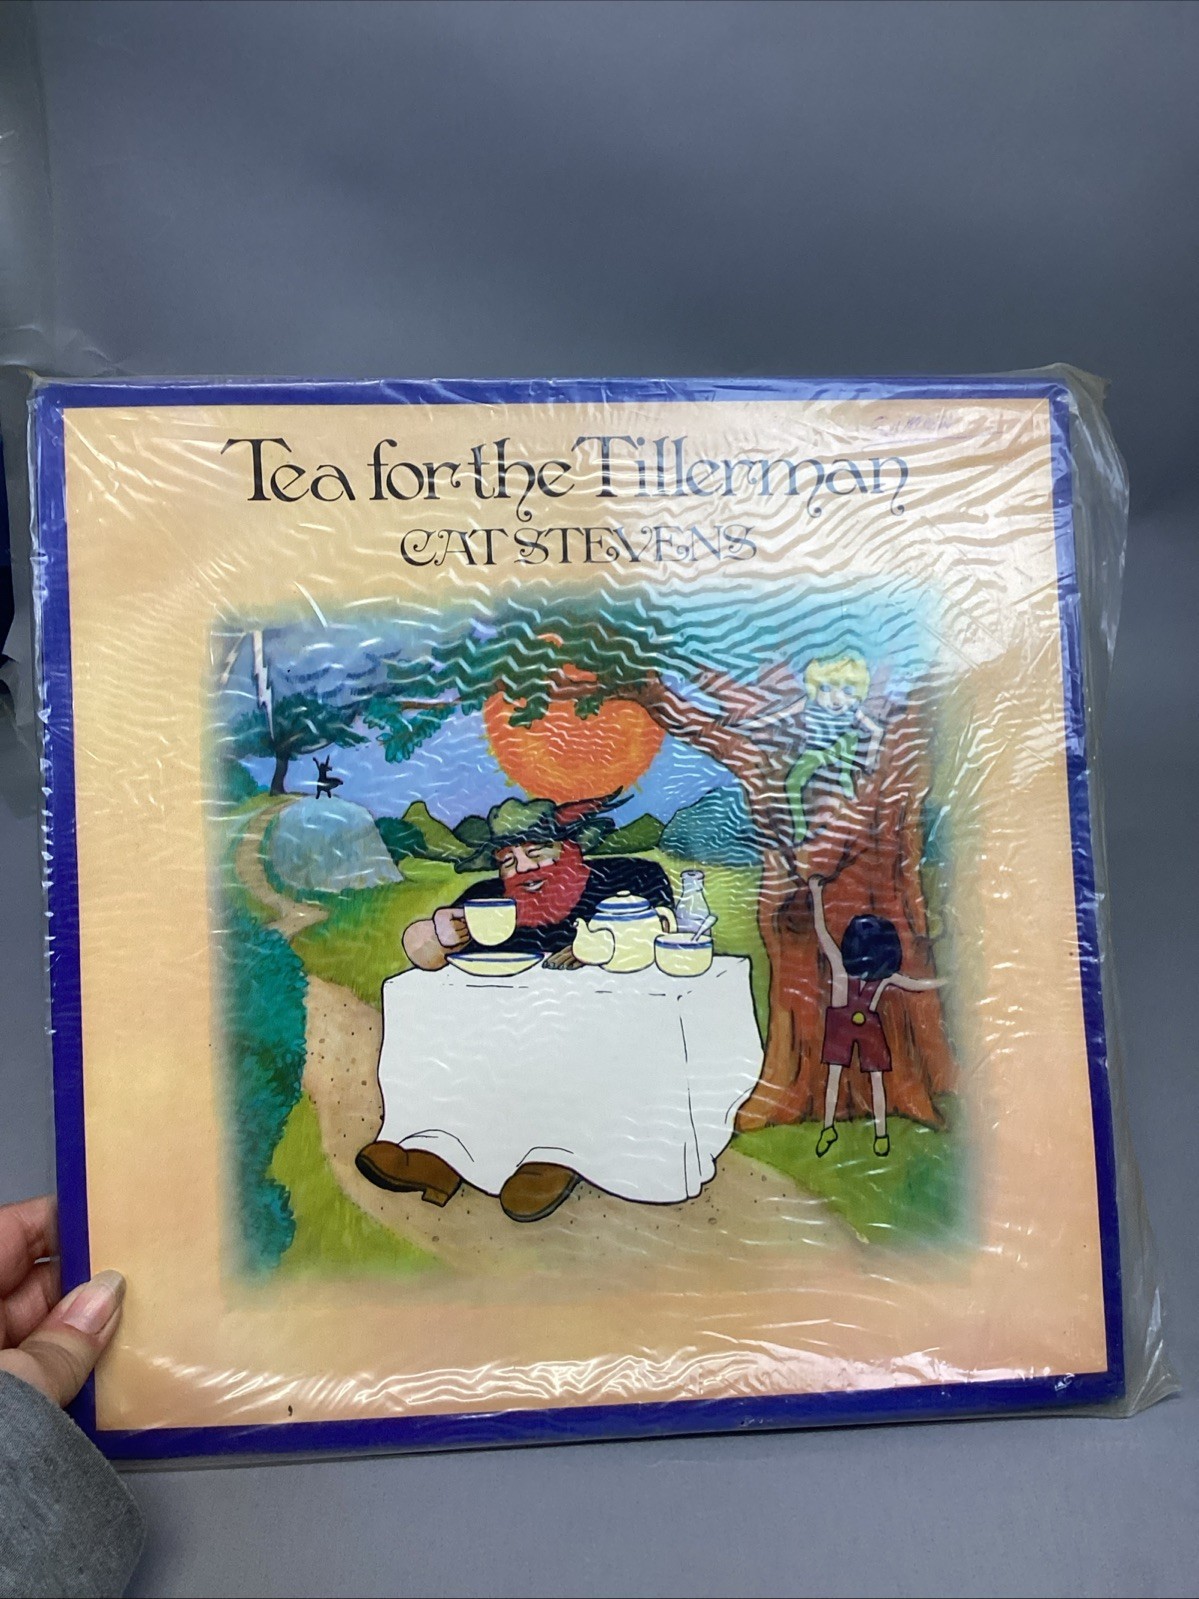 Tea for the Tillerman
CAT STEVENS